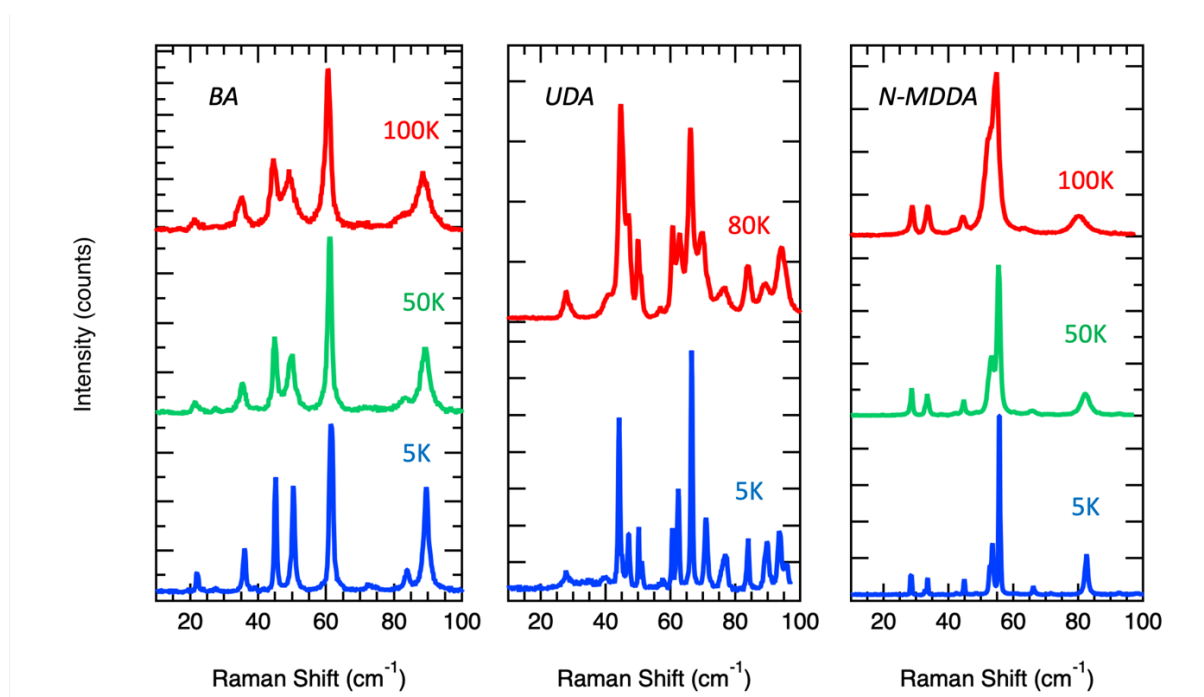 BA
100K
50K
5K
UDA
80K
5K
N-MDDA
100K
50K
5K
Intensity (counts)
20 40 60 80 100
20 40 60 80 100
20 40 60 80 100
Raman Shift (cm⁻¹)
Raman Shift (cm⁻¹)
Raman Shift (cm⁻¹)